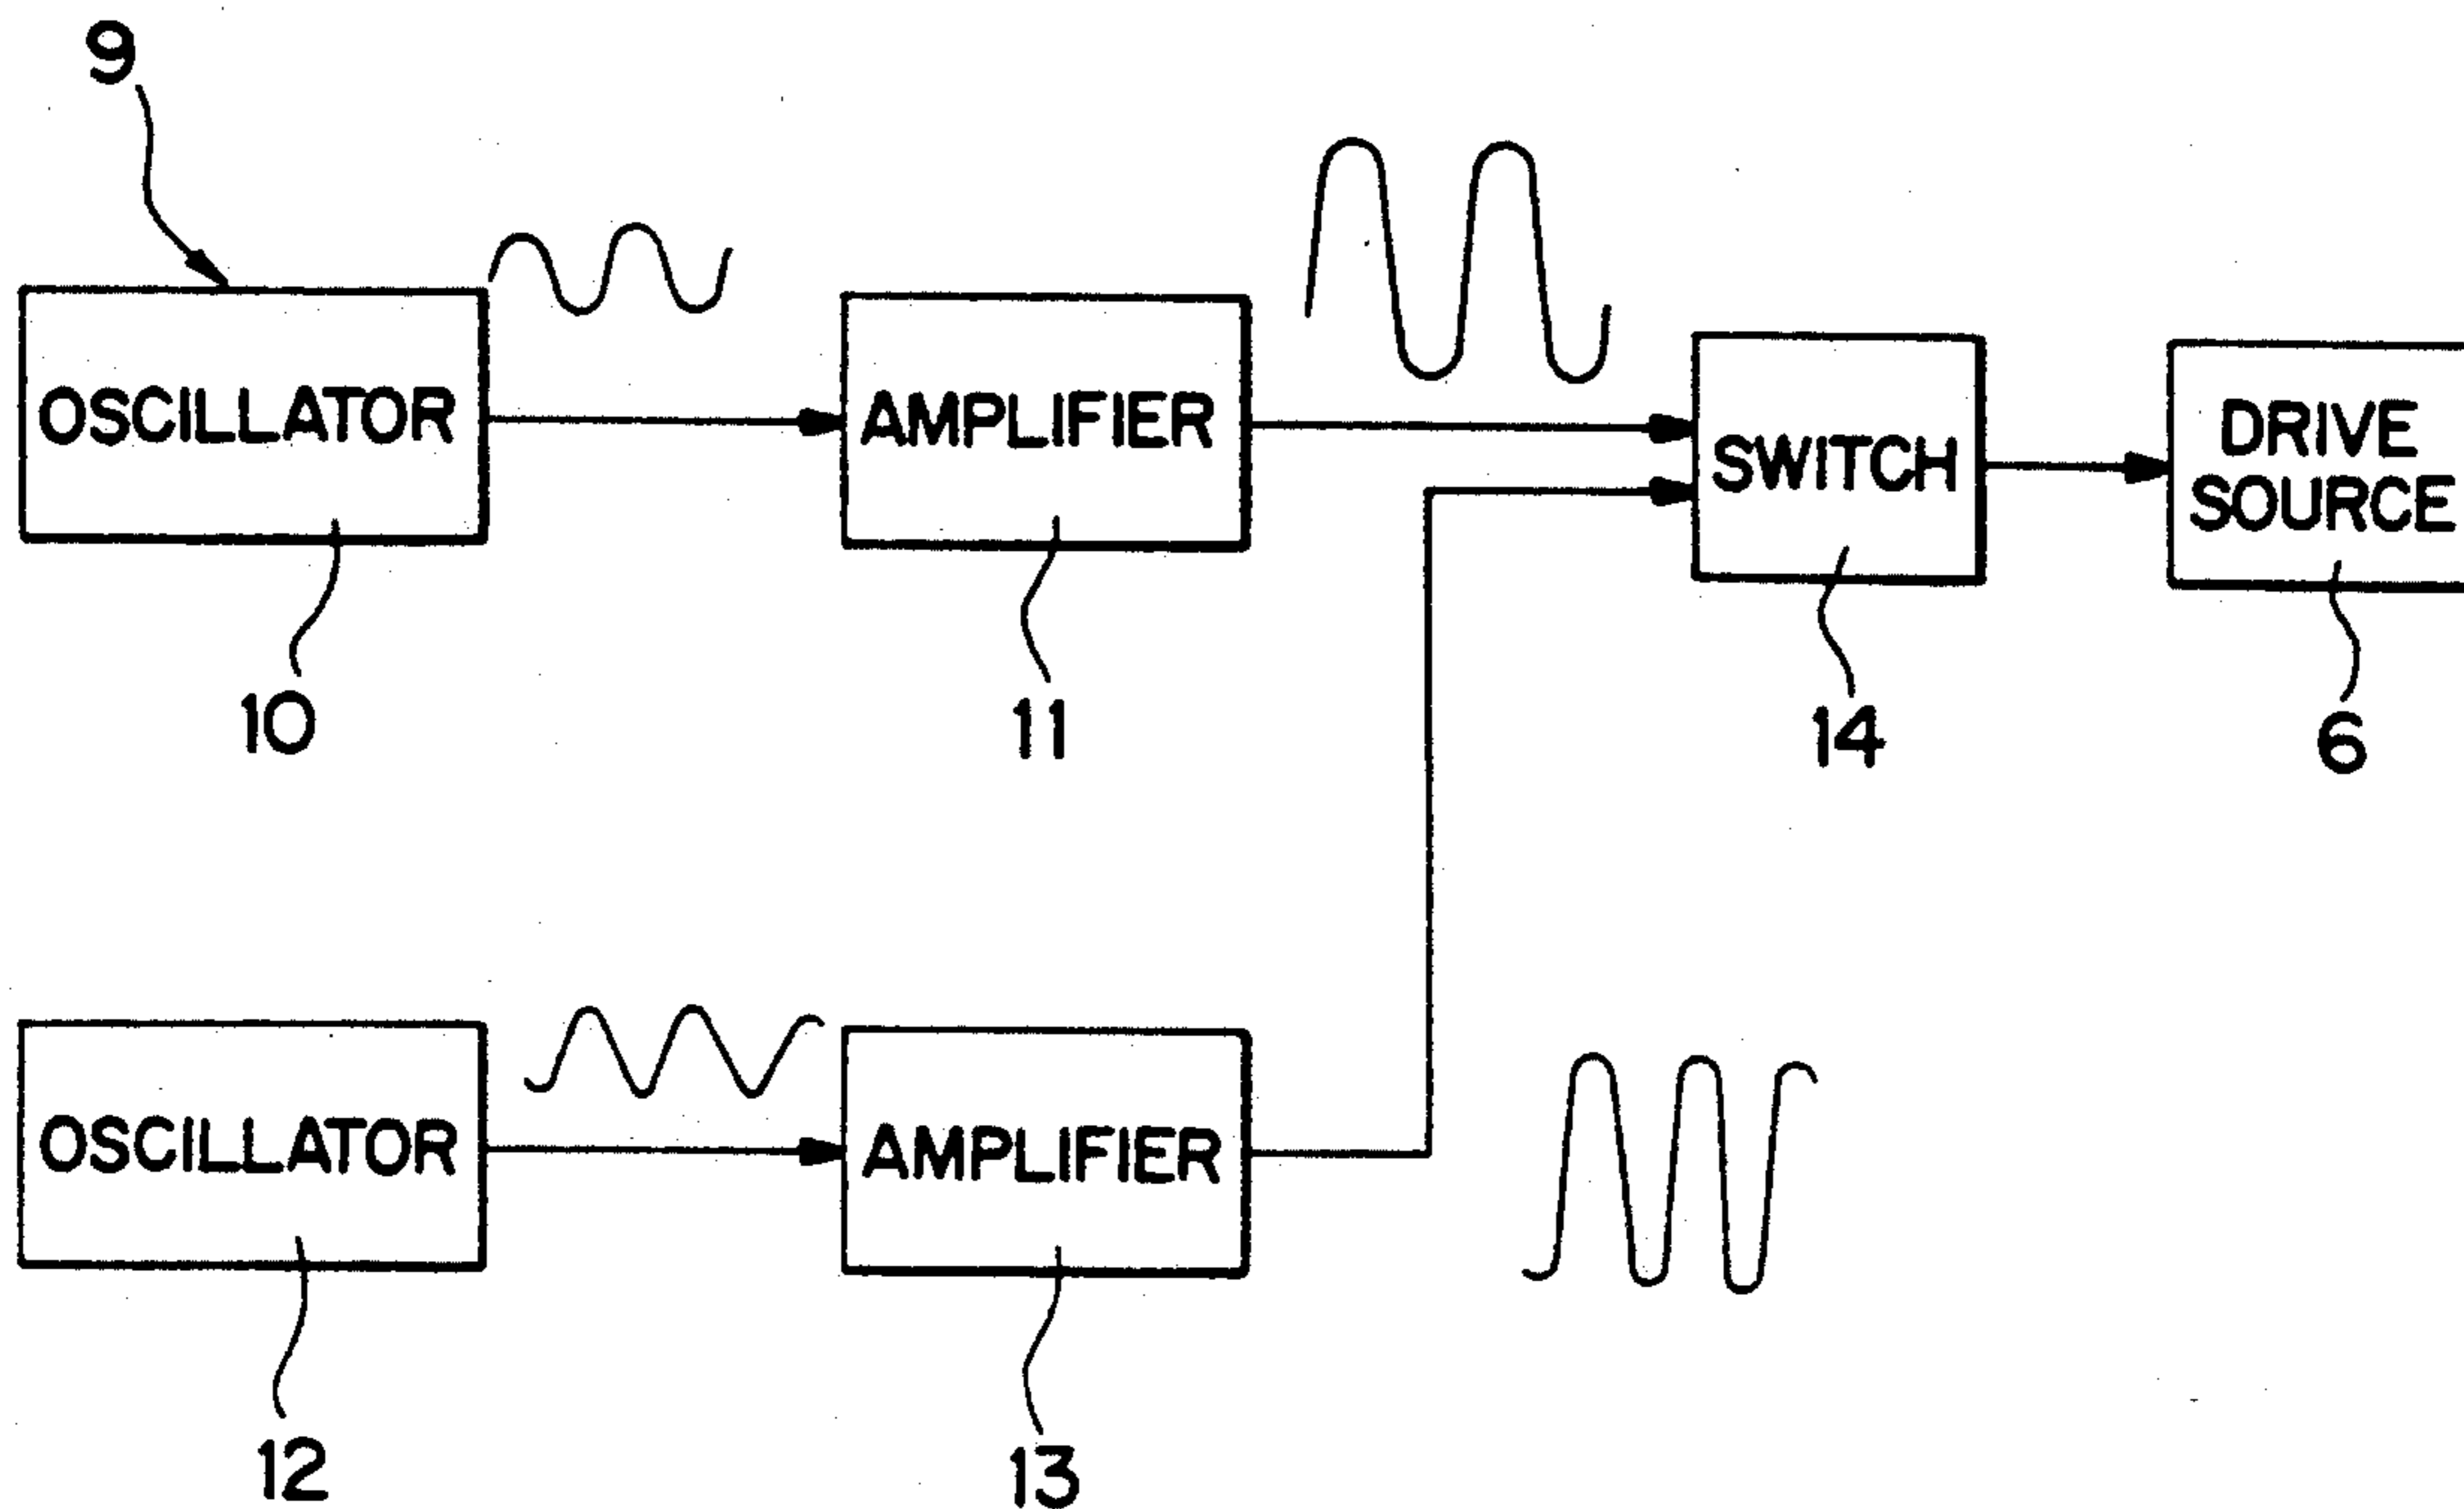 9
OSCILLATOR
AMPLIFIER
SWITCH
DRIVE
SOURCE
10
11
14
6
OSCILLATOR
AMPLIFIER
12
13